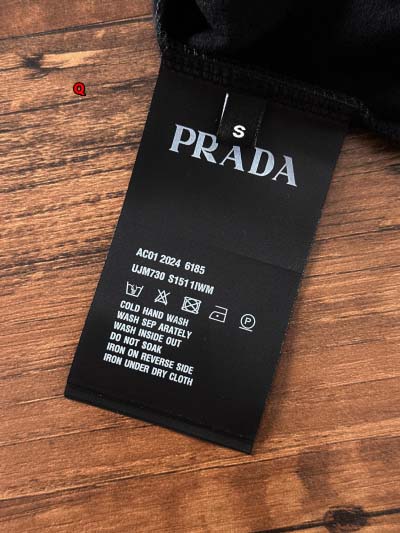 Q
S
PRADA
AC01 2024 6185
UJM730 S151 1IWM
P
COLD HAND WASH
WASH SEP ARATELY
WASH INSIDE OUT
DO NOT SOAK
IRON ON REVERSE SIDE
IRON UNDER DRY CLOTH